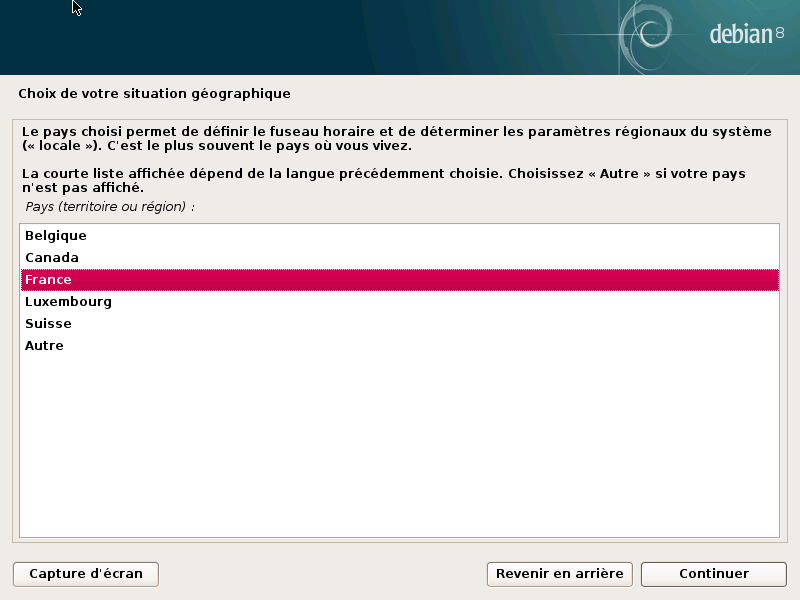 debian 8
Choix de votre situation géographique
Le pays choisi permet de définir le fuseau horaire et de déterminer les paramètres régionaux du système
(« locale »). C'est le plus souvent le pays où vous vivez.
La courte liste affichée dépend de la langue précédemment choisie. Choisissez « Autre » si votre pays
n'est pas affiché.
Pays (territoire ou région) :
Belgique
Canada
France
Luxembourg
Suisse
Autre
Capture d'écran
Revenir en arrière
Continuer